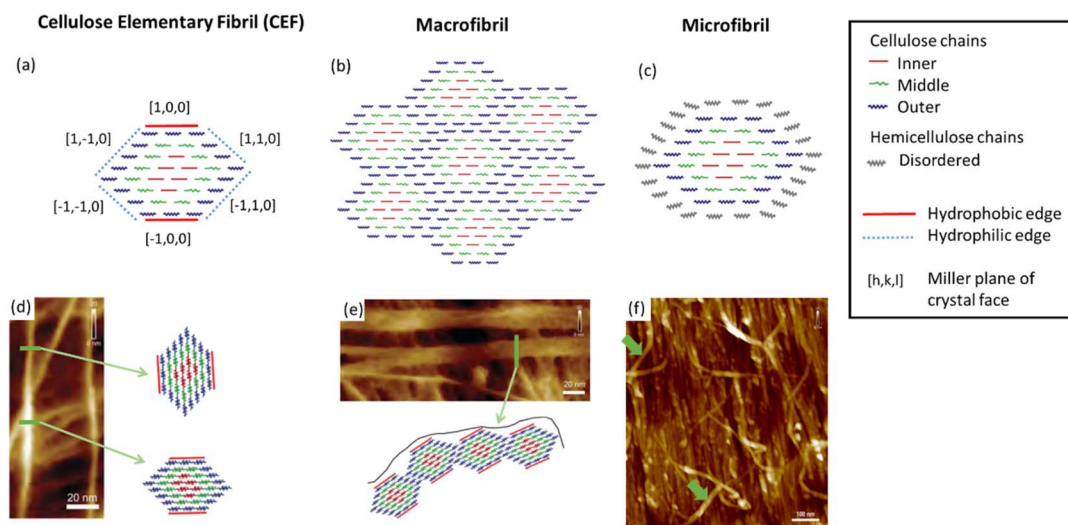 Cellulose Elementary Fibril (CEF)
Macrofibril
Microfibril
(a)
[1,0,0]
[1,-1,0]
[1,1,0]
[-1,-1,0]
[-1,1,0]
[-1,0,0]
(b)
(c)
Cellulose chains
Inner
Middle
Outer
Hemicellulose chains
Disordered
Hydrophobic edge
Hydrophilic edge
[h,k,l] Miller plane of
crystal face
(d)
20 nm
(e)
20 nm
(f)
100 nm